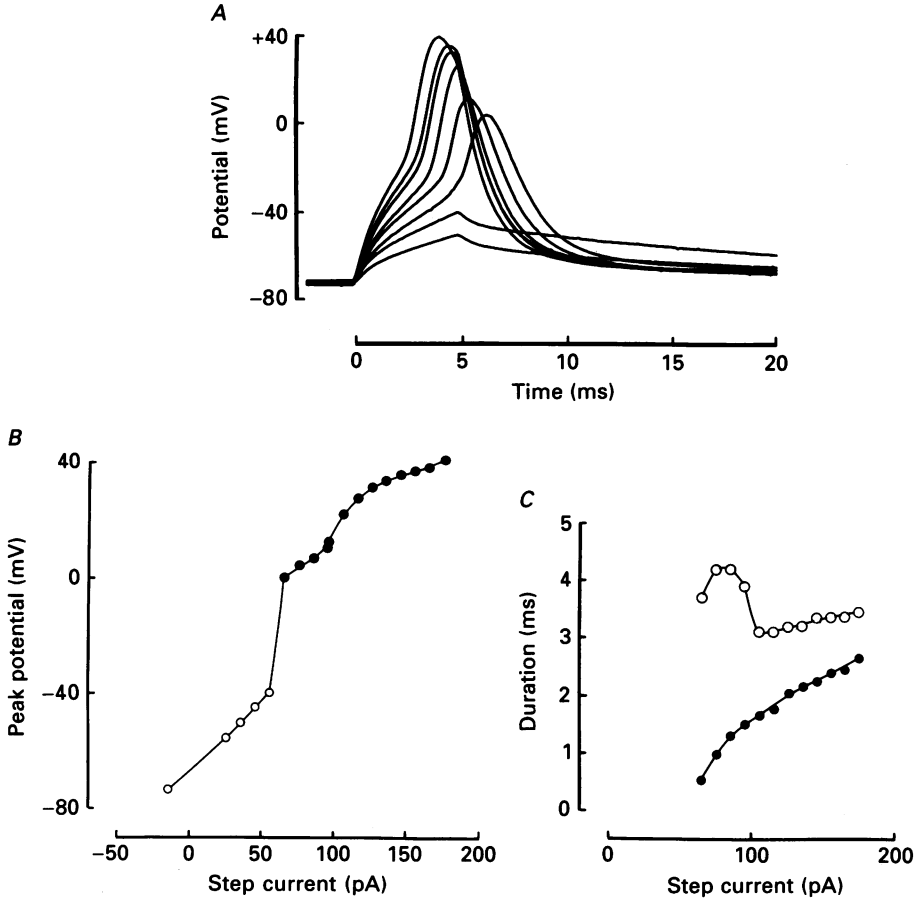 A
+40
0
−40
−80
Potential (mV)
0 5 10 15 20
Time (ms)
B
40
0
−40
−80
Peak potential (mV)
−50 0 50 100 150 200
Step current (pA)
C
5
4
3
2
1
0
Duration (ms)
0 100 200
Step current (pA)